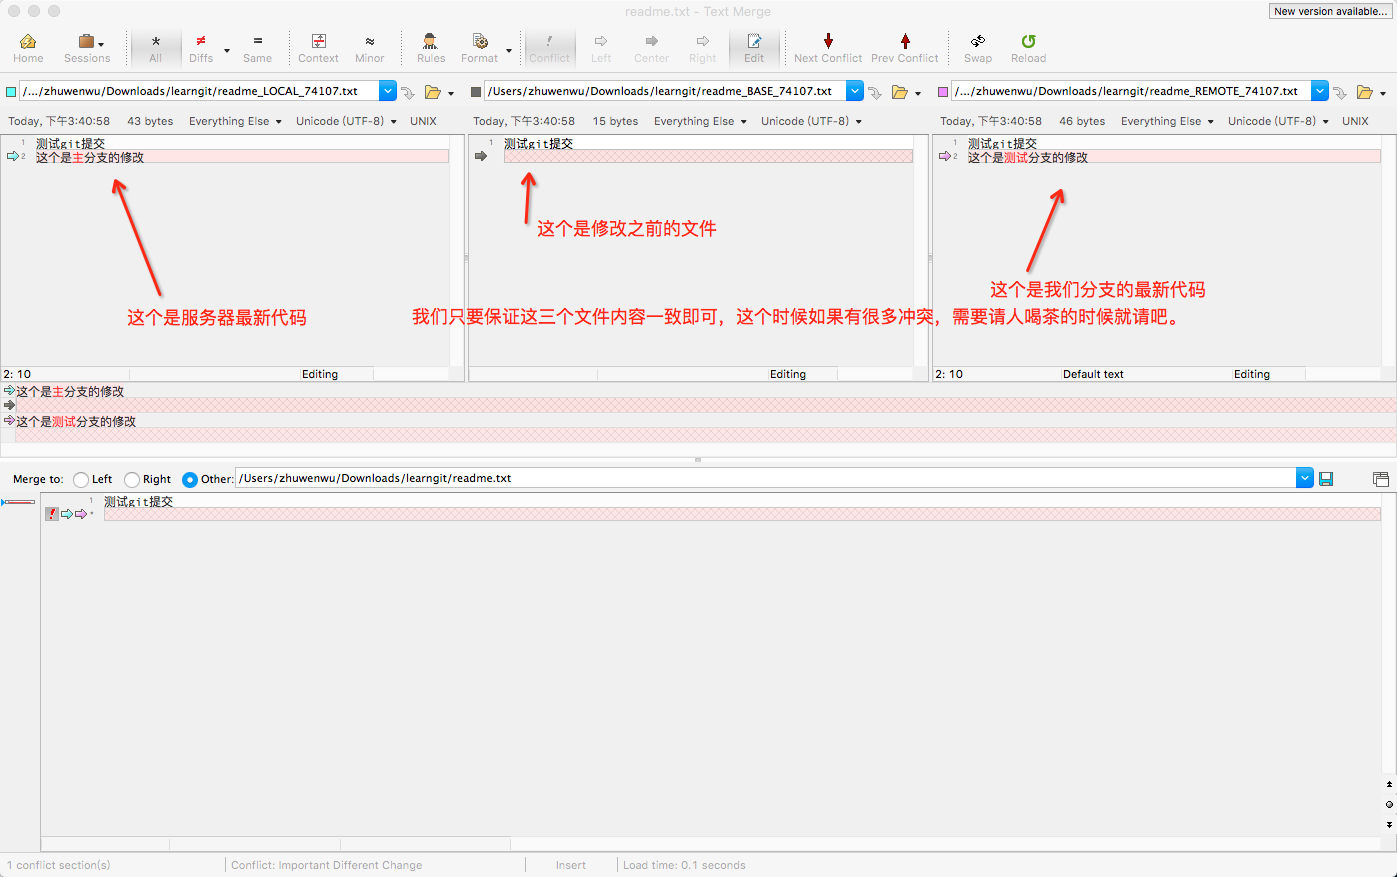 readme.txt - Text Merge
New version available...
Home Sessions All Diffs Same Context Minor Rules Format Conflict Left Center Right Edit Next Conflict Prev Conflict Swap Reload
/.../zhuwenwu/Downloads/learngit/readme_LOCAL_74107.txt /Users/zhuwenwu/Downloads/learngit/readme_BASE_74107.txt /.../zhuwenwu/Downloads/learngit/readme_REMOTE_74107.txt
Today, 下午3:40:58 43 bytes Everything Else Unicode (UTF-8) UNIX Today, 下午3:40:58 15 bytes Everything Else Unicode (UTF-8) Today, 下午3:40:58 46 bytes Everything Else Unicode (UTF-8) UNIX
1 测试git提交 1 测试git提交 1 测试git提交
2 这个是主分支的修改 2 这个是测试分支的修改
这个是修改之前的文件
这个是我们分支的最新代码
这个是服务器最新代码 我们只要保证这三个文件内容一致即可，这个时候如果有很多冲突，需要请人喝茶的时候就请吧。
2: 10 Editing Editing 2: 10 Default text Editing
这个是主分支的修改
这个是测试分支的修改
Merge to: Left Right Other: /Users/zhuwenwu/Downloads/learngit/readme.txt
1 测试git提交
!
1 conflict section(s) Conflict: Important Different Change Insert Load time: 0.1 seconds